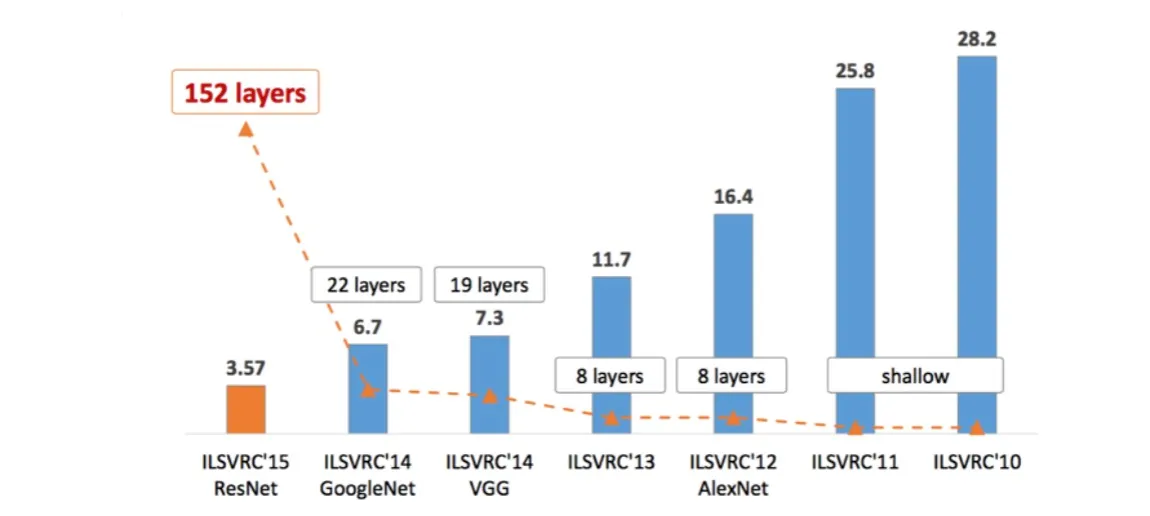 28.2
25.8
152 layers
16.4
11.7
22 layers
19 layers
7.3
6.7
3.57
8 layers
8 layers
shallow
ILSVRC'15
ResNet
ILSVRC'14
GoogleNet
ILSVRC'14
VGG
ILSVRC'13
ILSVRC'12
AlexNet
ILSVRC'11
ILSVRC'10